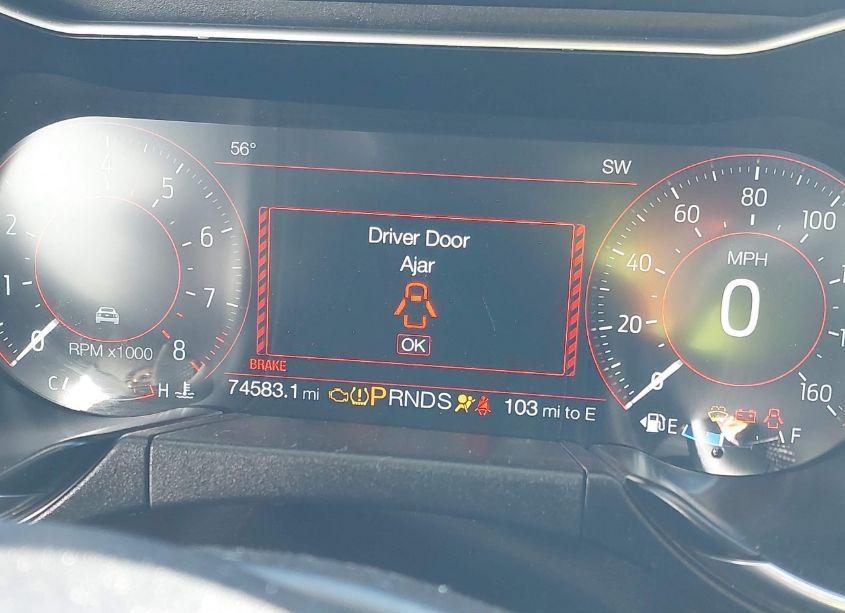 56°
SW
4
5
6
7
8
2
1
0
RPM x1000
C
H
Driver Door
Ajar
OK
BRAKE
74583.1 mi
PRNDS
103 mi to E
0
20
40
60
80
100
160
MPH
0
E
F